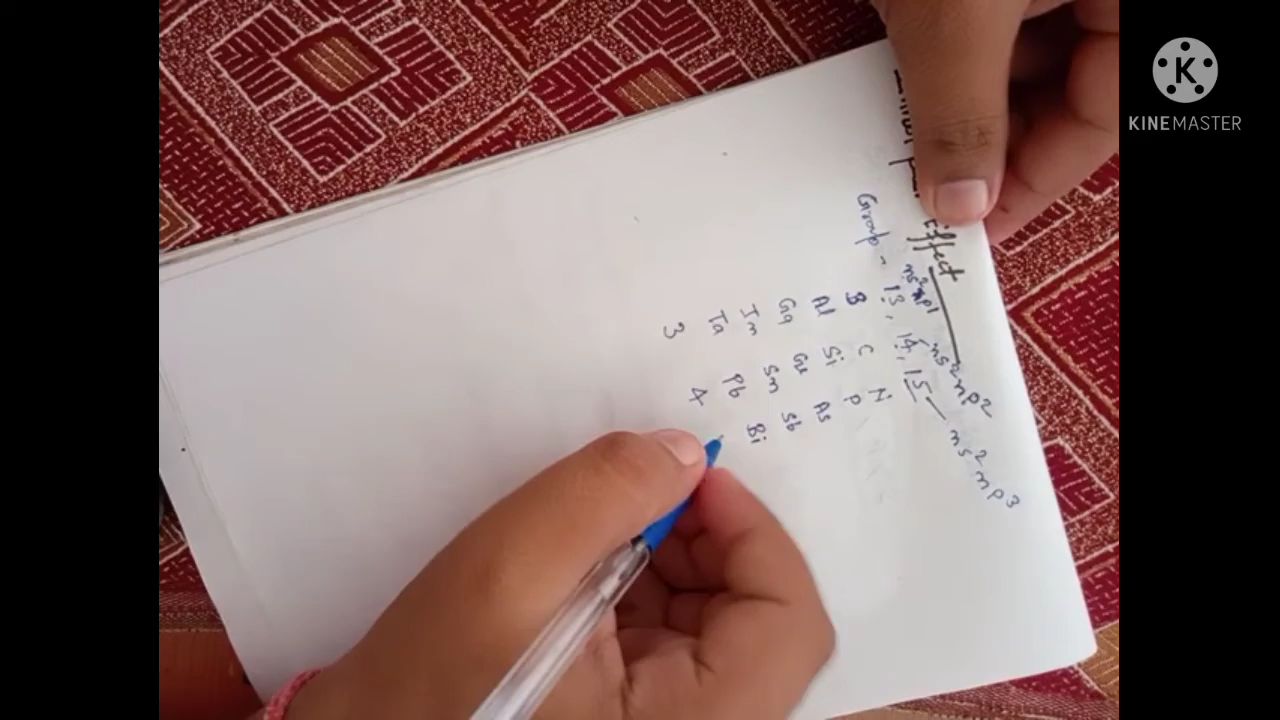 Effect
ns²np¹ ns²np²
Group - 13, 14, 15 - ns²np³
B C N
Al Si P
Ga Ge As
In Sn Sb
Ta Pb Bi
3 4
K
KINEMASTER